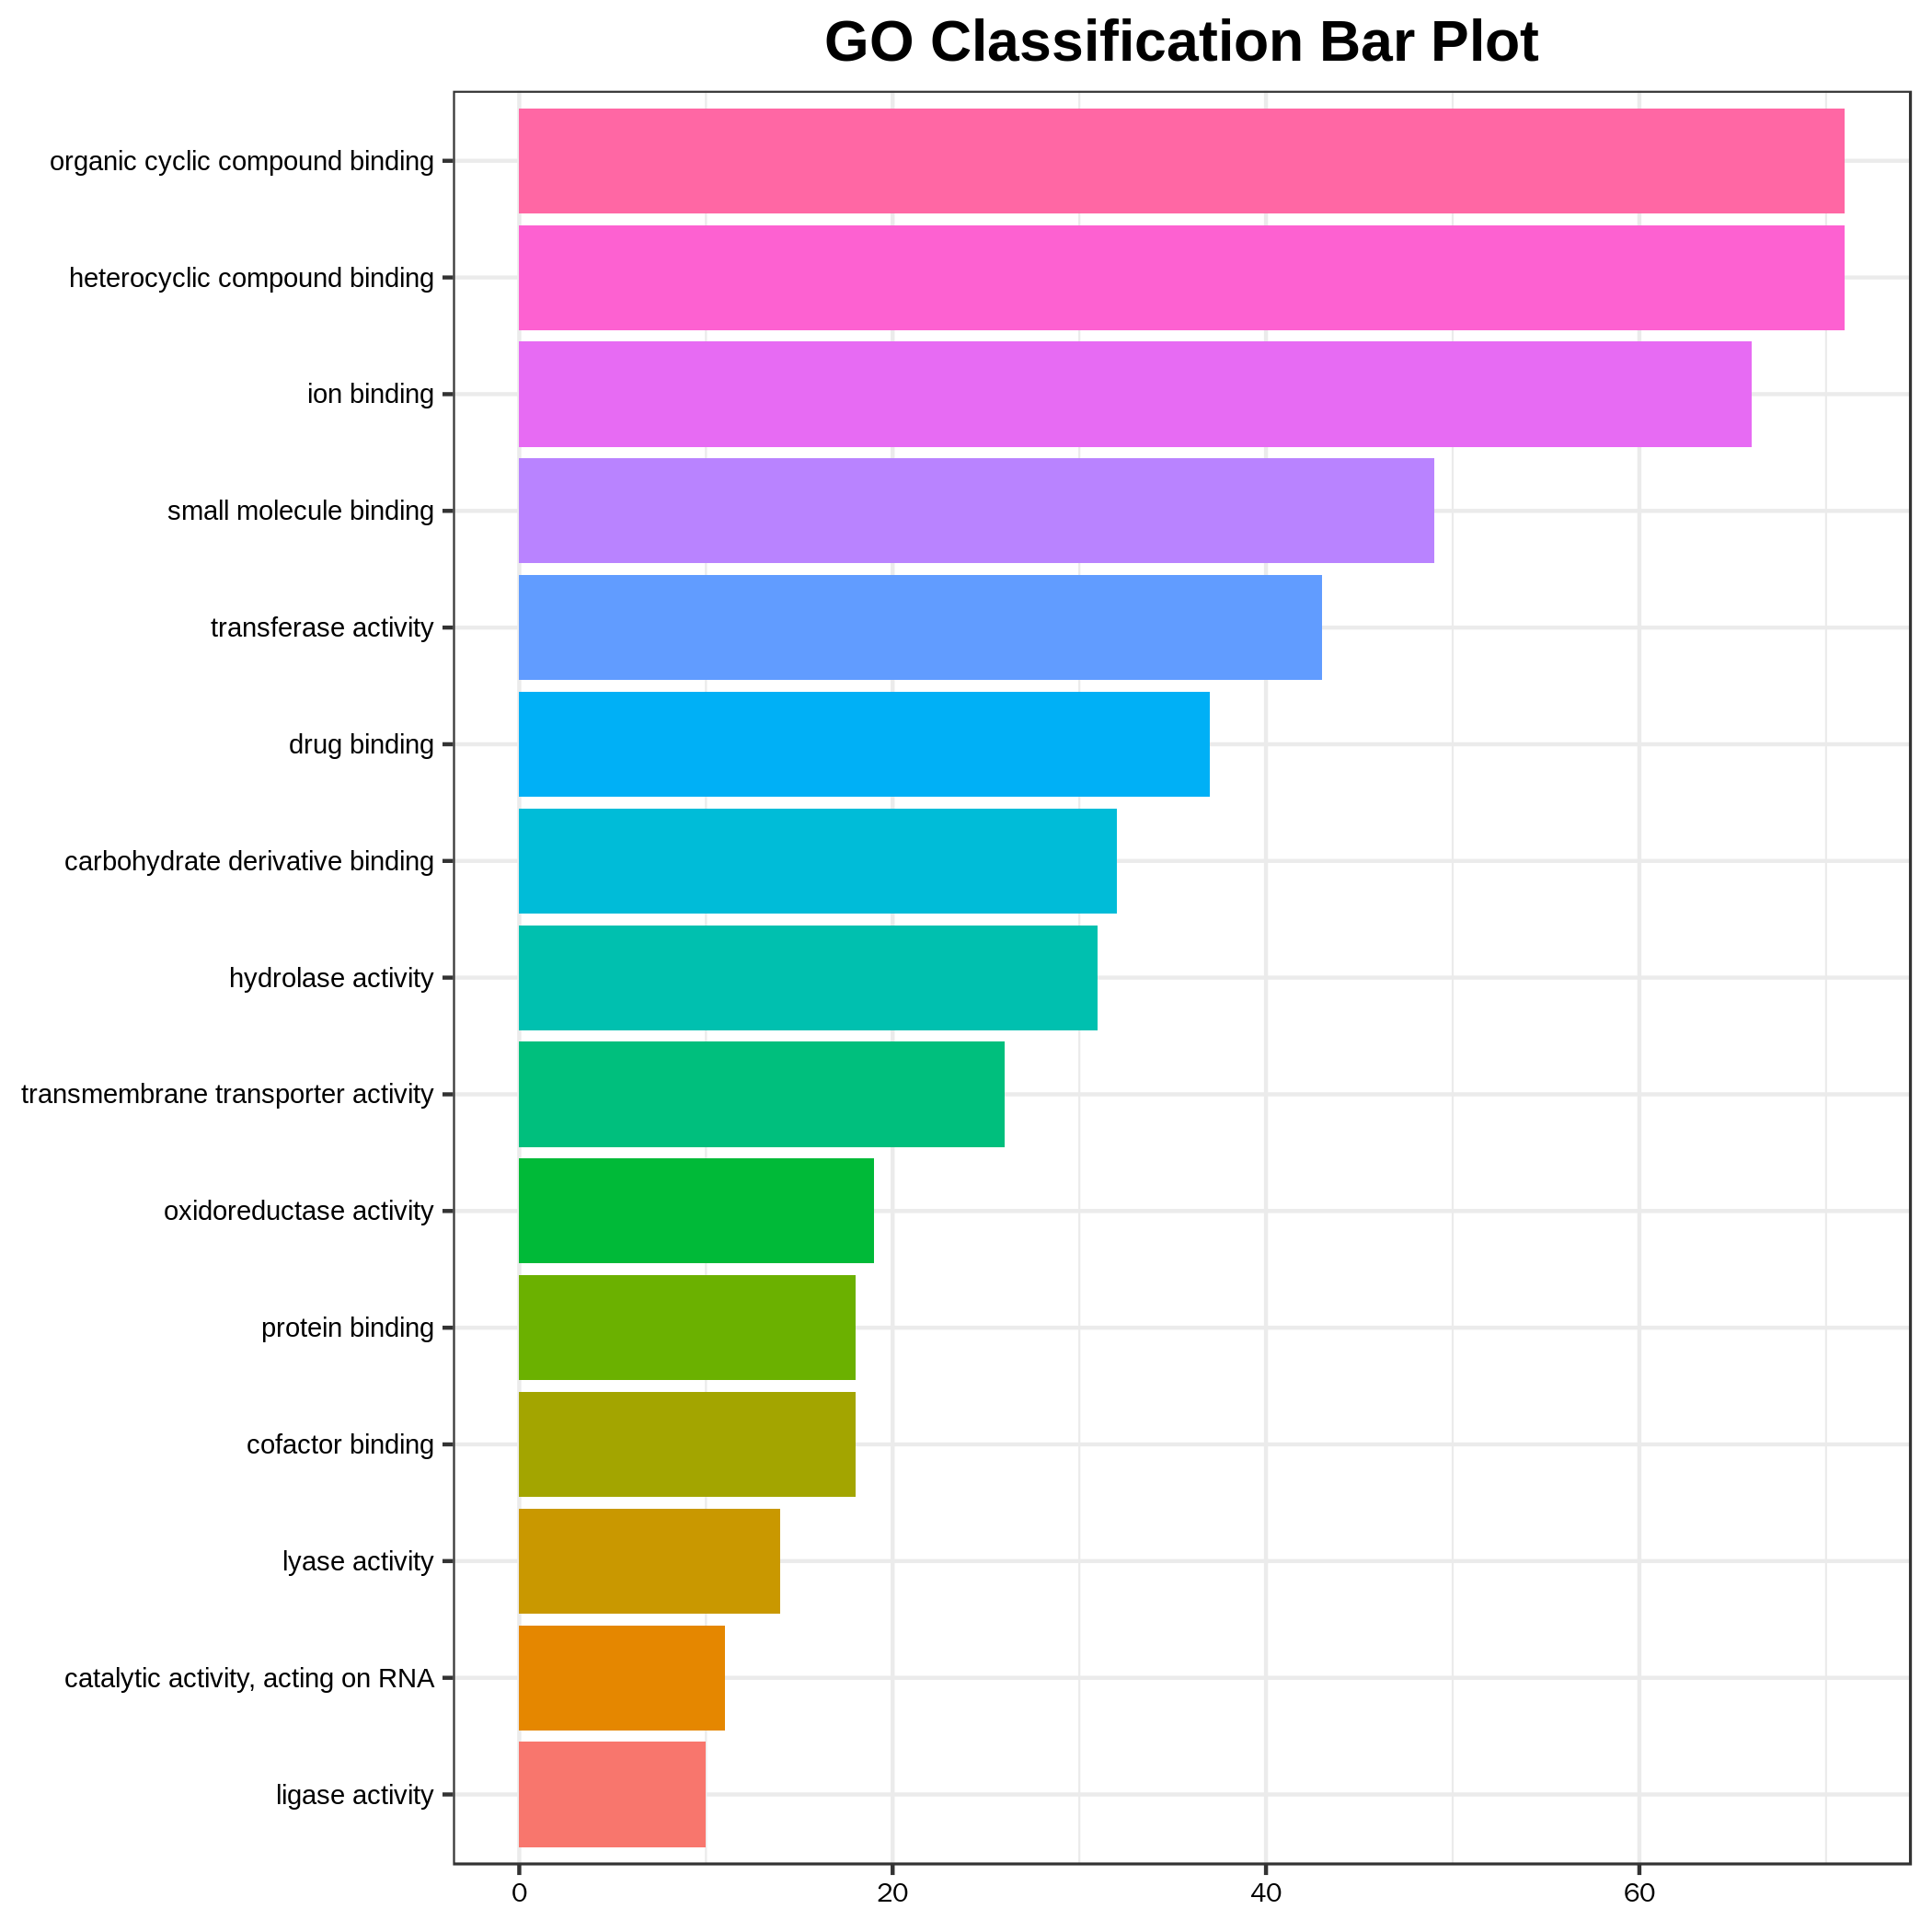 GO Classification Bar Plot
organic cyclic compound binding
heterocyclic compound binding
ion binding
small molecule binding
transferase activity
drug binding
carbohydrate derivative binding
hydrolase activity
transmembrane transporter activity
oxidoreductase activity
protein binding
cofactor binding
lyase activity
catalytic activity, acting on RNA
ligase activity
0 20 40 60